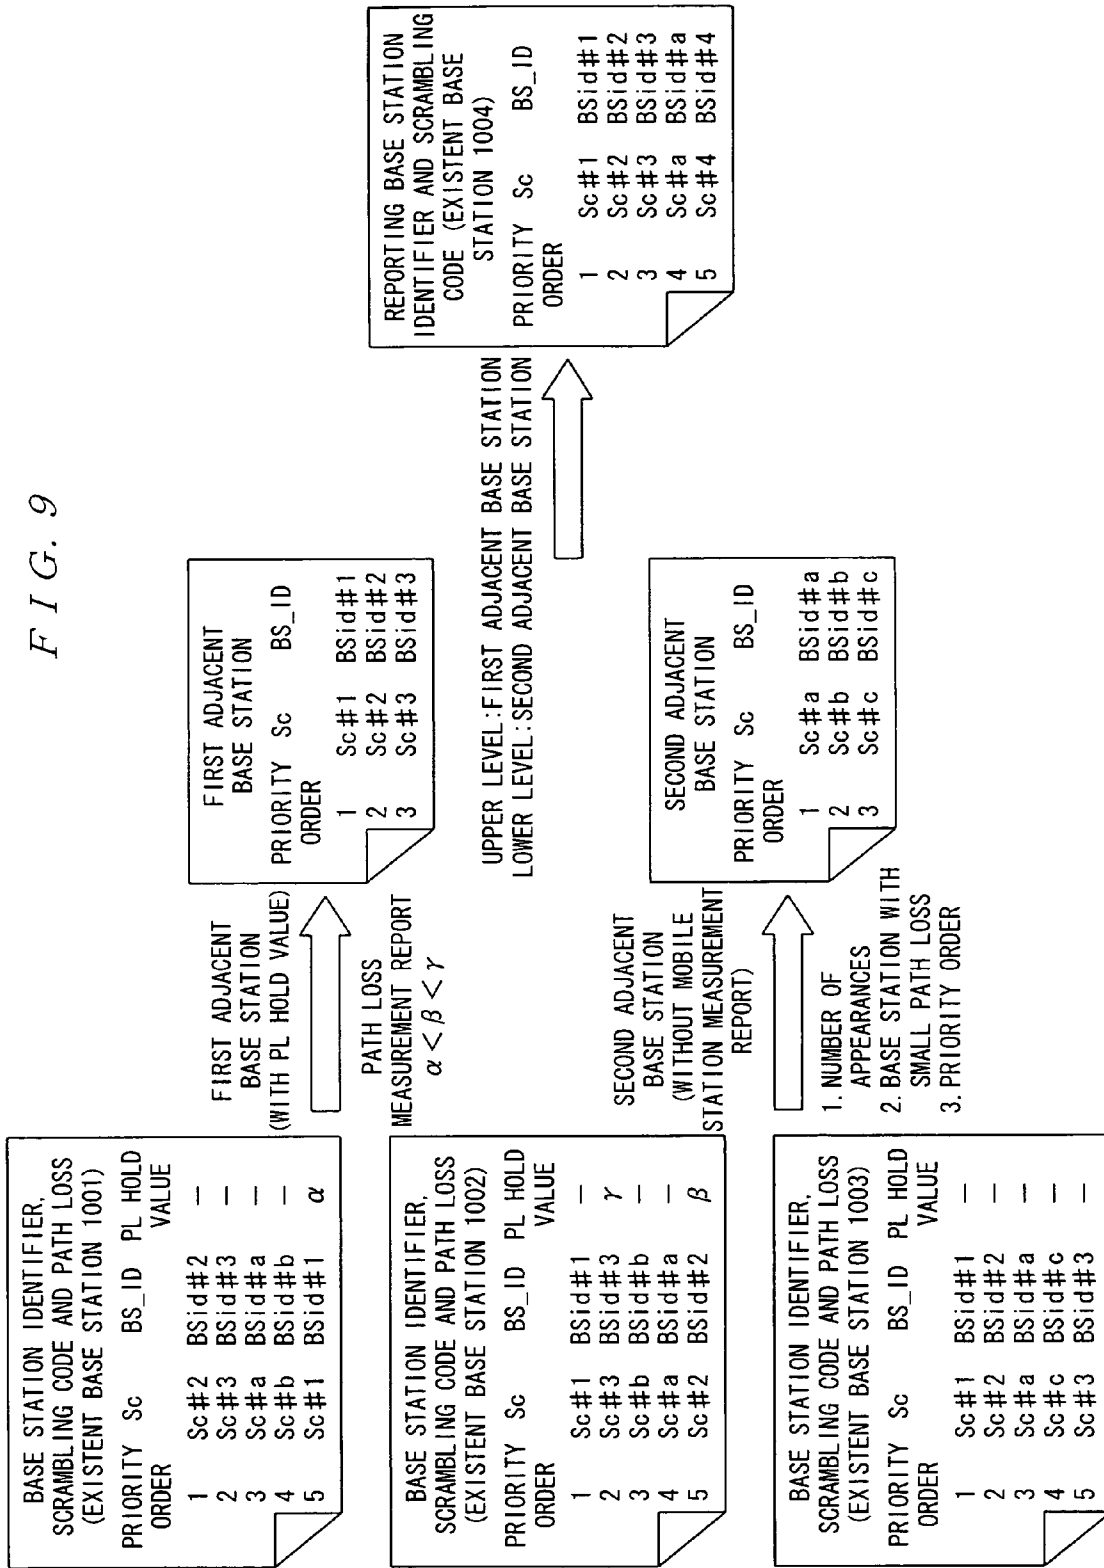 FIG. 9
BASE STATION IDENTIFIER,
SCRAMBLING CODE AND PATH LOSS
(EXISTENT BASE STATION 1001)
PRIORITY Sc BS_ID PL HOLD
ORDER VALUE
1 Sc#2 BSid#2 —
2 Sc#3 BSid#3 —
3 Sc#a BSid#a —
4 Sc#b BSid#b —
5 Sc#1 BSid#1 α
BASE STATION IDENTIFIER,
SCRAMBLING CODE AND PATH LOSS
(EXISTENT BASE STATION 1002)
PRIORITY Sc BS_ID PL HOLD
ORDER VALUE
1 Sc#1 BSid#1 —
2 Sc#3 BSid#3 γ
3 Sc#b BSid#b —
4 Sc#a BSid#a —
5 Sc#2 BSid#2 β
BASE STATION IDENTIFIER,
SCRAMBLING CODE AND PATH LOSS
(EXISTENT BASE STATION 1003)
PRIORITY Sc BS_ID PL HOLD
ORDER VALUE
1 Sc#1 BSid#1 —
2 Sc#2 BSid#2 —
3 Sc#a BSid#a —
4 Sc#c BSid#c —
5 Sc#3 BSid#3 —
FIRST ADJACENT
BASE STATION
(WITH PL HOLD VALUE)
PATH LOSS
MEASUREMENT REPORT
α<β<γ
SECOND ADJACENT
BASE STATION
(WITHOUT MOBILE
STATION MEASUREMENT
REPORT)
1. NUMBER OF
APPEARANCES
2. BASE STATION WITH
SMALL PATH LOSS
3. PRIORITY ORDER
FIRST ADJACENT
BASE STATION
PRIORITY Sc BS_ID
ORDER
1 Sc#1 BSid#1
2 Sc#2 BSid#2
3 Sc#3 BSid#3
SECOND ADJACENT
BASE STATION
PRIORITY Sc BS_ID
ORDER
1 Sc#a BSid#a
2 Sc#b BSid#b
3 Sc#c BSid#c
UPPER LEVEL:FIRST ADJACENT BASE STATION
LOWER LEVEL:SECOND ADJACENT BASE STATION
REPORTING BASE STATION
IDENTIFIER AND SCRAMBLING
CODE (EXISTENT BASE
STATION 1004)
PRIORITY Sc BS_ID
ORDER
1 Sc#1 BSid#1
2 Sc#2 BSid#2
3 Sc#3 BSid#3
4 Sc#a BSid#a
5 Sc#4 BSid#4